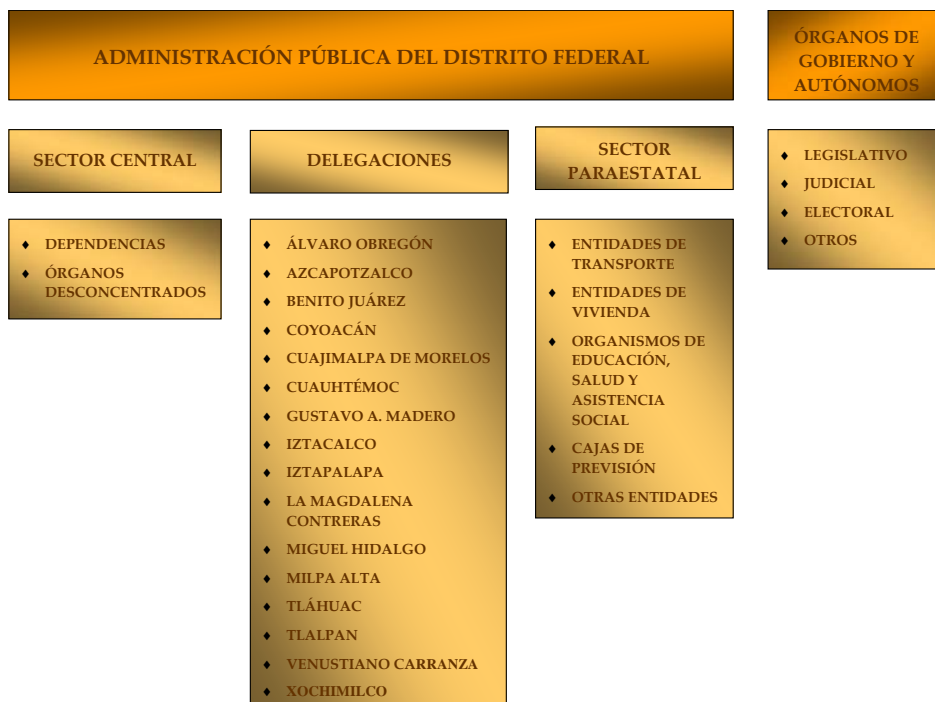 ADMINISTRACIÓN PÚBLICA DEL DISTRITO FEDERAL
ÓRGANOS DE
GOBIERNO Y
AUTÓNOMOS
SECTOR CENTRAL
DELEGACIONES
SECTOR
PARAESTATAL
♦ LEGISLATIVO
♦ JUDICIAL
♦ ELECTORAL
♦ OTROS
♦ DEPENDENCIAS
♦ ÓRGANOS
DESCONCENTRADOS
♦ ÁLVARO OBREGÓN
♦ AZCAPOTZALCO
♦ BENITO JUÁREZ
♦ COYOACÁN
♦ CUAJIMALPA DE MORELOS
♦ CUAUHTÉMOC
♦ GUSTAVO A. MADERO
♦ IZTACALCO
♦ IZTAPALAPA
♦ LA MAGDALENA
CONTRERAS
♦ MIGUEL HIDALGO
♦ MILPA ALTA
♦ TLÁHUAC
♦ TLALPAN
♦ VENUSTIANO CARRANZA
♦ XOCHIMILCO
♦ ENTIDADES DE
TRANSPORTE
♦ ENTIDADES DE
VIVIENDA
♦ ORGANISMOS DE
EDUCACIÓN,
SALUD Y
ASISTENCIA
SOCIAL
♦ CAJAS DE
PREVISIÓN
♦ OTRAS ENTIDADES